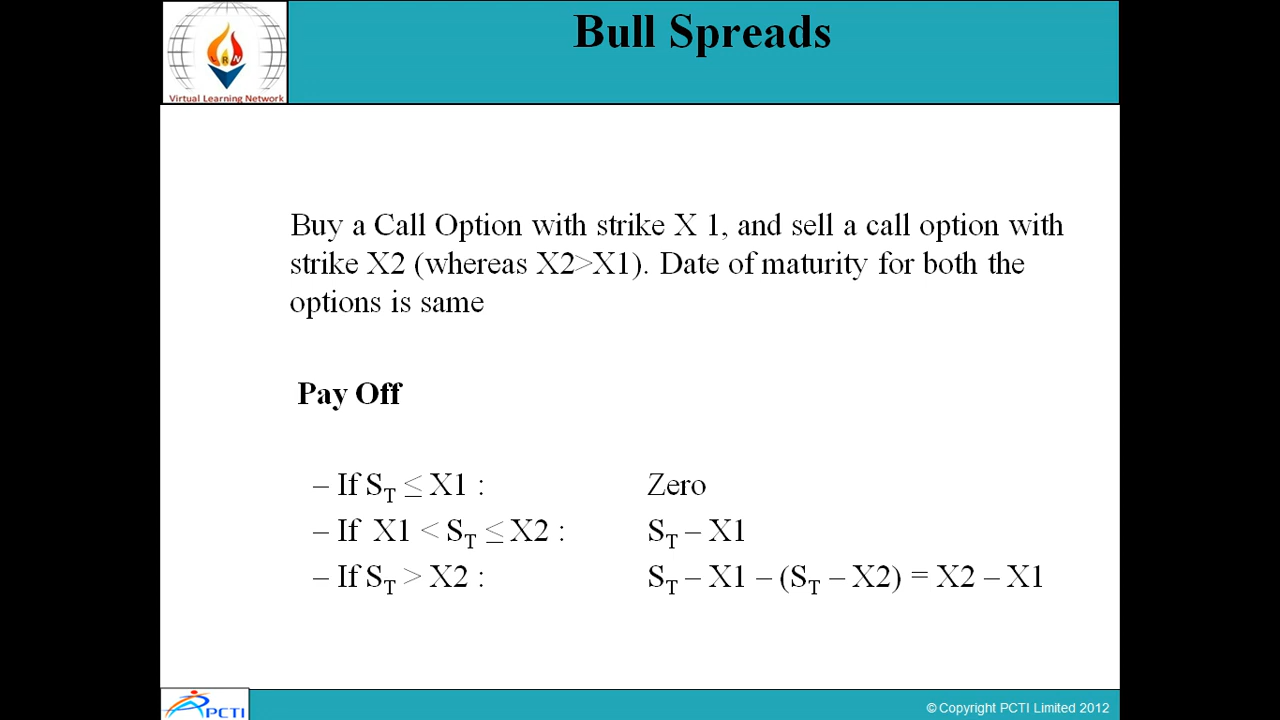 Bull Spreads
LRN
Virtual Learning Network
Buy a Call Option with strike X 1, and sell a call option with
strike X2 (whereas X2>X1). Date of maturity for both the
options is same
Pay Off
– If S_T ≤ X1 : Zero
– If X1 < S_T ≤ X2 : S_T – X1
– If S_T > X2 : S_T – X1 – (S_T – X2) = X2 – X1
PCTI
© Copyright PCTI Limited 2012